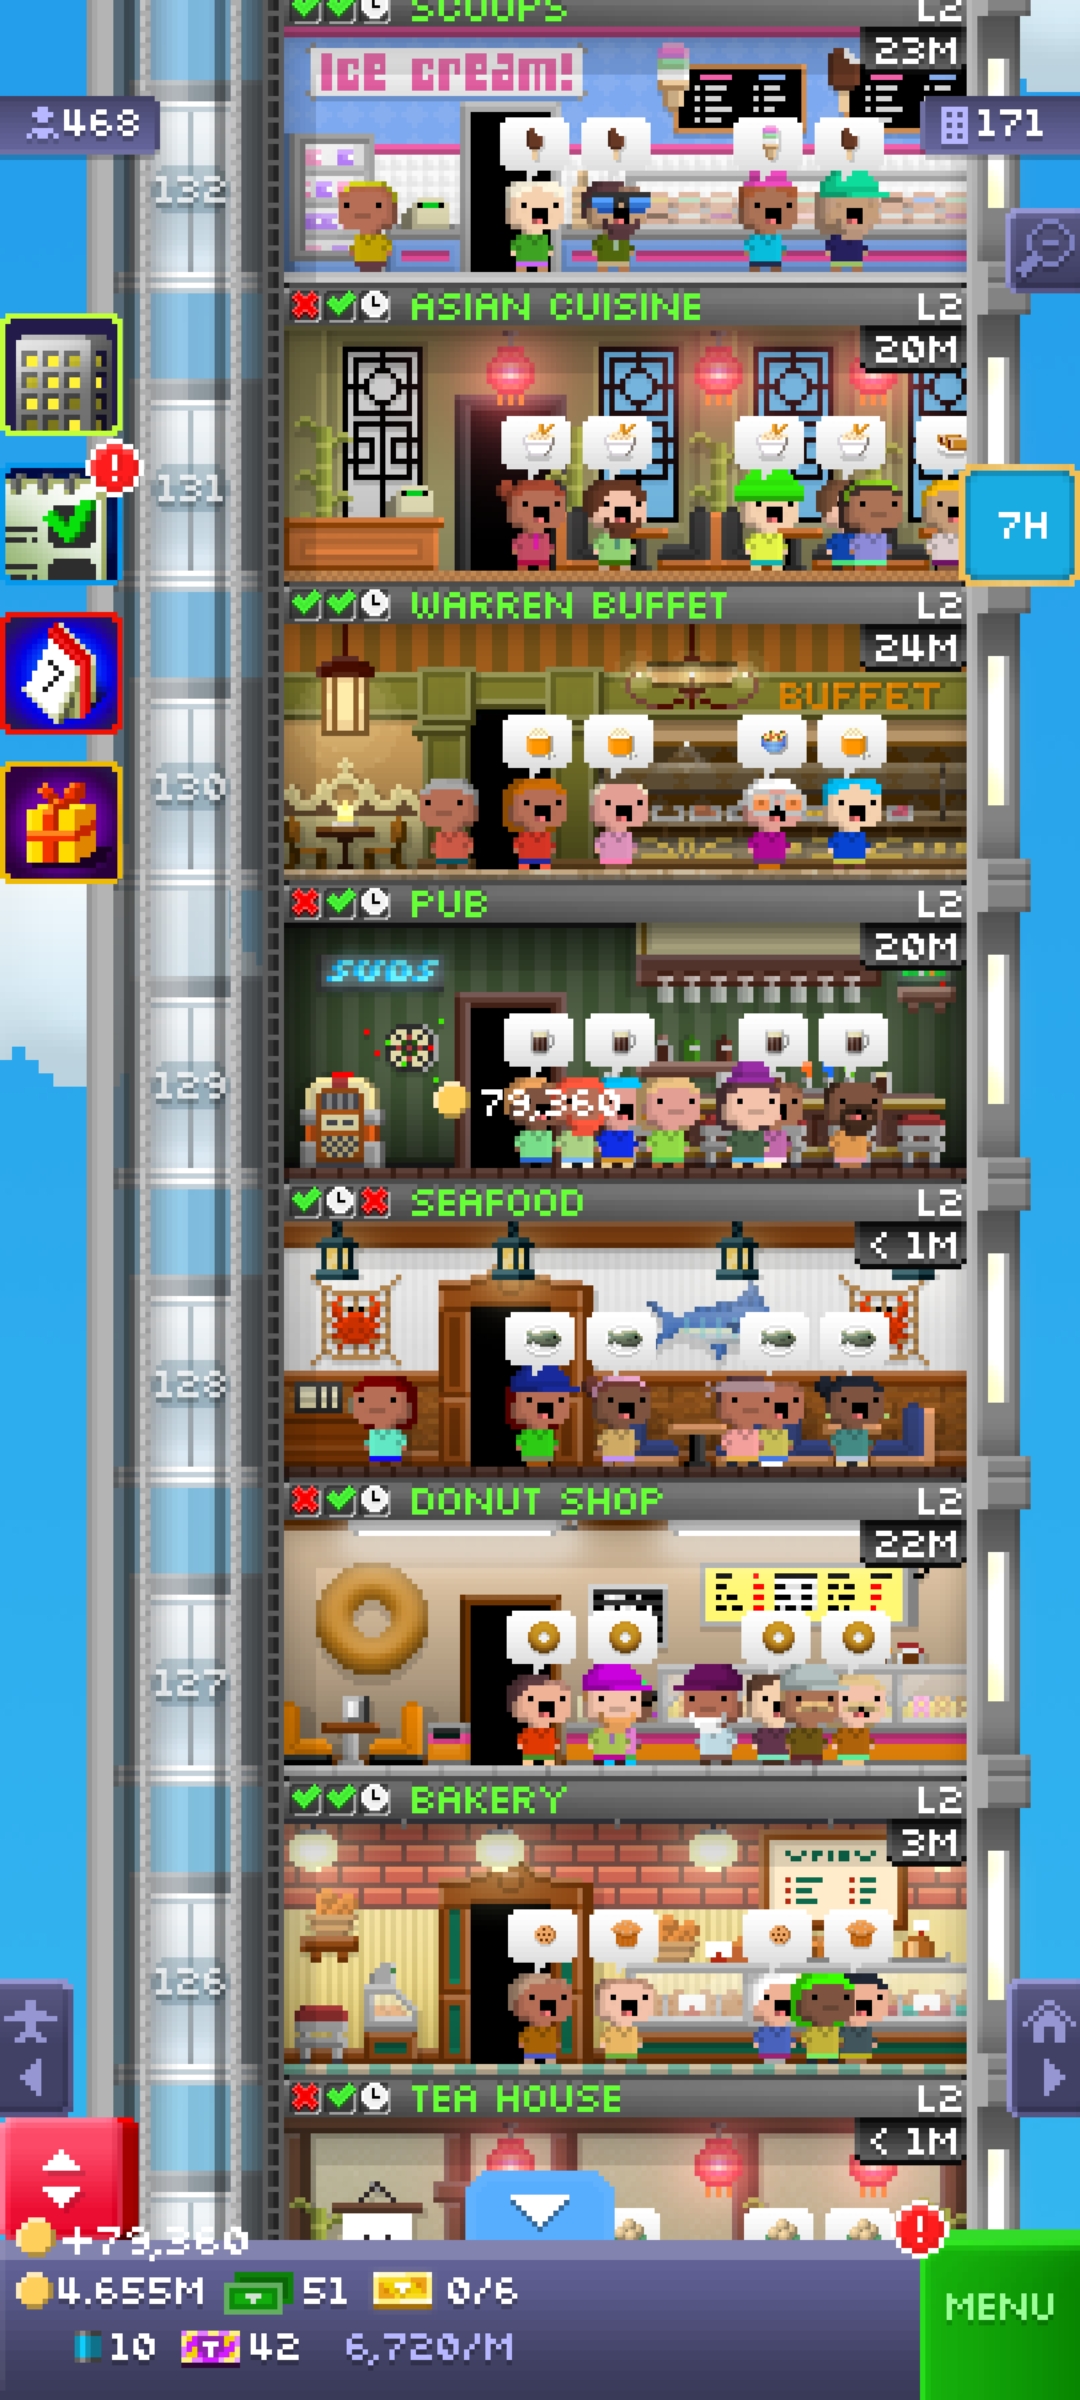 SCOOPS L2
23M
Ice cream!
468
171
132
ASIAN CUISINE L2
20M
131
7H
WARREN BUFFET L2
24M
BUFFET
130
PUB L2
20M
SUDS
129
79,360
SEAFOOD L2
< 1M
128
DONUT SHOP L2
22M
127
BAKERY L2
3M
126
TEA HOUSE L2
< 1M
+79,360
4.655M 51 0/6
MENU
10 T 42 6,720/M